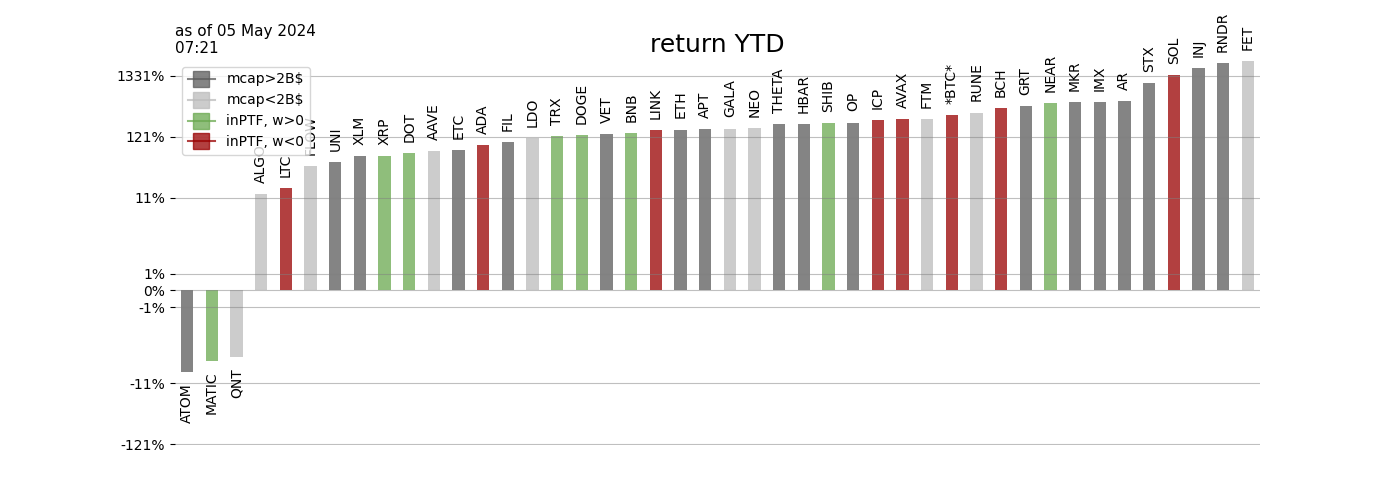 as of 05 May 2024
07:21
return YTD
mcap>2B$
mcap<2B$
inPTF, w>0
inPTF, w<0
1331%
121%
11%
1%
0%
-1%
-11%
-121%
ATOM
MATIC
QNT
ALGO
LTC
FLOW
UNI
XLM
XRP
DOT
AAVE
ETC
ADA
FIL
LDO
TRX
DOGE
VET
BNB
LINK
ETH
APT
GALA
NEO
THETA
HBAR
SHIB
OP
ICP
AVAX
FTM
*BTC*
RUNE
BCH
GRT
NEAR
MKR
IMX
AR
STX
SOL
INJ
RNDR
FET